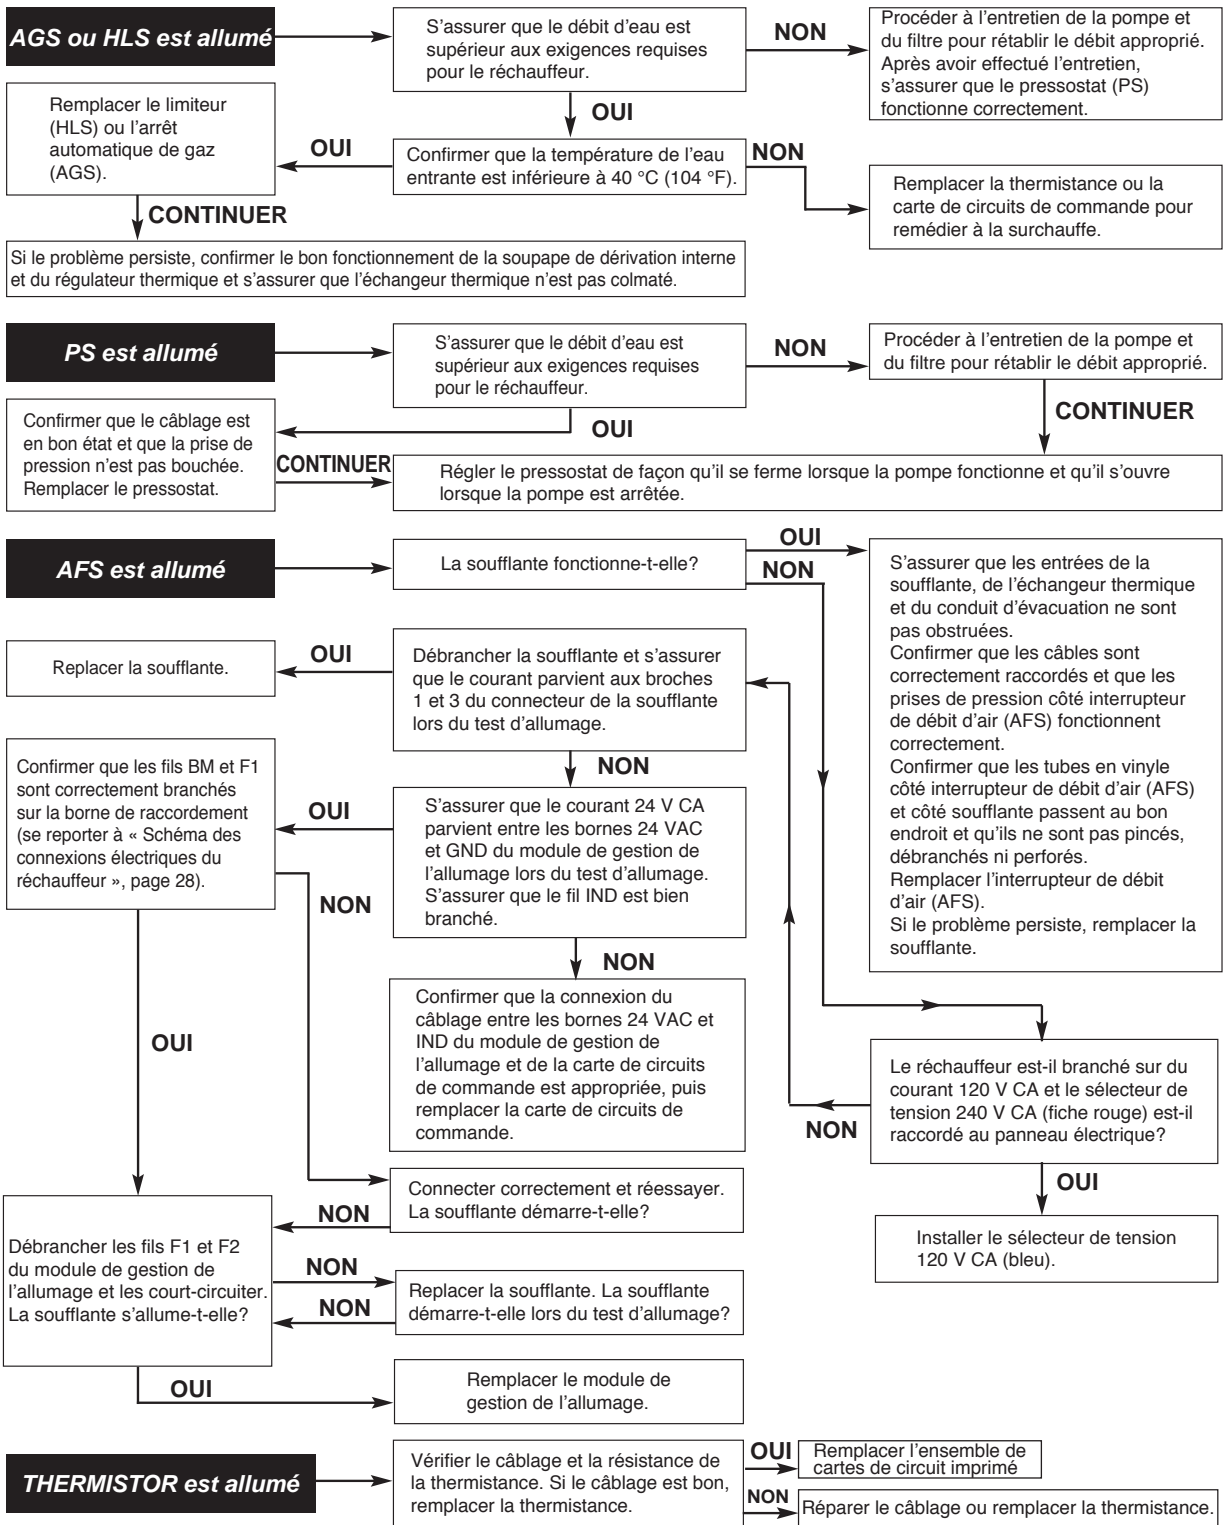 AGS ou HLS est allumé
S'assurer que le débit d'eau est
supérieur aux exigences requises
pour le réchauffeur.
NON
Procéder à l'entretien de la pompe et
du filtre pour rétablir le débit approprié.
Après avoir effectué l'entretien,
s'assurer que le pressostat (PS)
fonctionne correctement.
OUI
Remplacer le limiteur
(HLS) ou l'arrêt
automatique de gaz
(AGS).
OUI
Confirmer que la température de l'eau
entrante est inférieure à 40 °C (104 °F).
NON
Remplacer la thermistance ou la
carte de circuits de commande pour
remédier à la surchauffe.
CONTINUER
Si le problème persiste, confirmer le bon fonctionnement de la soupape de dérivation interne
et du régulateur thermique et s'assurer que l'échangeur thermique n'est pas colmaté.
PS est allumé
S'assurer que le débit d'eau est
supérieur aux exigences requises
pour le réchauffeur.
NON
Procéder à l'entretien de la pompe et
du filtre pour rétablir le débit approprié.
CONTINUER
OUI
Confirmer que le câblage est
en bon état et que la prise de
pression n'est pas bouchée.
Remplacer le pressostat.
CONTINUER
Régler le pressostat de façon qu'il se ferme lorsque la pompe fonctionne et qu'il s'ouvre
lorsque la pompe est arrêtée.
AFS est allumé
La soufflante fonctionne-t-elle?
OUI
NON
S'assurer que les entrées de la
soufflante, de l'échangeur thermique
et du conduit d'évacuation ne sont
pas obstruées.
Confirmer que les câbles sont
correctement raccordés et que les
prises de pression côté interrupteur
de débit d'air (AFS) fonctionnent
correctement.
Confirmer que les tubes en vinyle
côté interrupteur de débit d'air (AFS)
et côté soufflante passent au bon
endroit et qu'ils ne sont pas pincés,
débranchés ni perforés.
Remplacer l'interrupteur de débit
d'air (AFS).
Si le problème persiste, remplacer la
soufflante.
Replacer la soufflante.
OUI
Débrancher la soufflante et s'assurer
que le courant parvient aux broches
1 et 3 du connecteur de la soufflante
lors du test d'allumage.
NON
Confirmer que les fils BM et F1
sont correctement branchés
sur la borne de raccordement
(se reporter à « Schéma des
connexions électriques du
réchauffeur », page 28).
OUI
S'assurer que le courant 24 V CA
parvient entre les bornes 24 VAC
et GND du module de gestion de
l'allumage lors du test d'allumage.
S'assurer que le fil IND est bien
branché.
NON
NON
Confirmer que la connexion du
câblage entre les bornes 24 VAC et
IND du module de gestion de
l'allumage et de la carte de circuits
de commande est appropriée, puis
remplacer la carte de circuits de
commande.
OUI
Le réchauffeur est-il branché sur du
courant 120 V CA et le sélecteur de
tension 240 V CA (fiche rouge) est-il
raccordé au panneau électrique?
NON
OUI
Installer le sélecteur de tension
120 V CA (bleu).
Connecter correctement et réessayer.
La soufflante démarre-t-elle?
NON
Débrancher les fils F1 et F2
du module de gestion de
l'allumage et les court-circuiter.
La soufflante s'allume-t-elle?
NON
NON
Replacer la soufflante. La soufflante
démarre-t-elle lors du test d'allumage?
OUI
Remplacer le module de
gestion de l'allumage.
THERMISTOR est allumé
Vérifier le câblage et la résistance de
la thermistance. Si le câblage est bon,
remplacer la thermistance.
OUI
Remplacer l'ensemble de
cartes de circuit imprimé
NON
Réparer le câblage ou remplacer la thermistance.